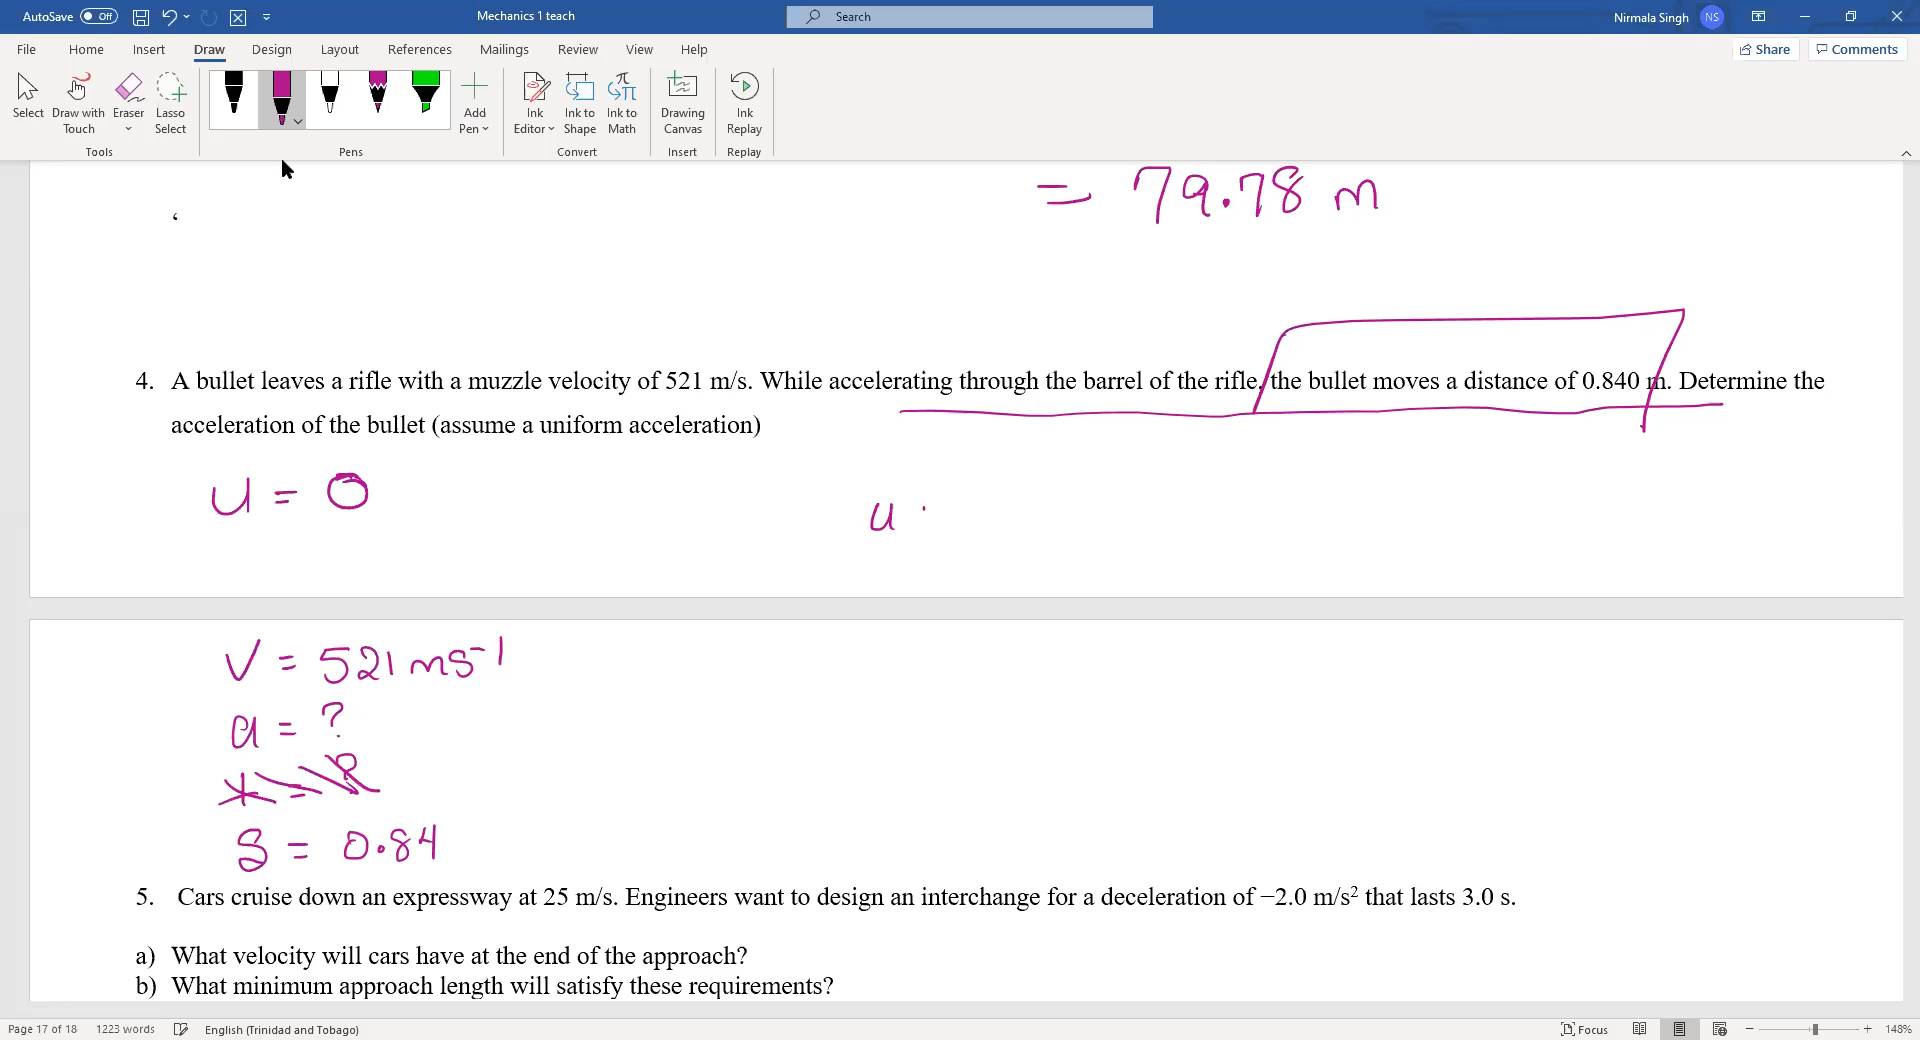 AutoSave Off Mechanics 1 teach Search Nirmala Singh NS
File Home Insert Draw Design Layout References Mailings Review View Help Share Comments
Select Draw with Touch Eraser Lasso Select Add Pen Ink Editor Ink to Shape Ink to Math Drawing Canvas Ink Replay
Tools Pens Convert Insert Replay
= 79.78 m
4. A bullet leaves a rifle with a muzzle velocity of 521 m/s. While accelerating through the barrel of the rifle, the bullet moves a distance of 0.840 m. Determine the
acceleration of the bullet (assume a uniform acceleration)
u = 0
u
V = 521 ms⁻¹
a = ?
t = ?
S = 0.84
5. Cars cruise down an expressway at 25 m/s. Engineers want to design an interchange for a deceleration of −2.0 m/s² that lasts 3.0 s.
a) What velocity will cars have at the end of the approach?
b) What minimum approach length will satisfy these requirements?
Page 17 of 18 1223 words English (Trinidad and Tobago) Focus 148%